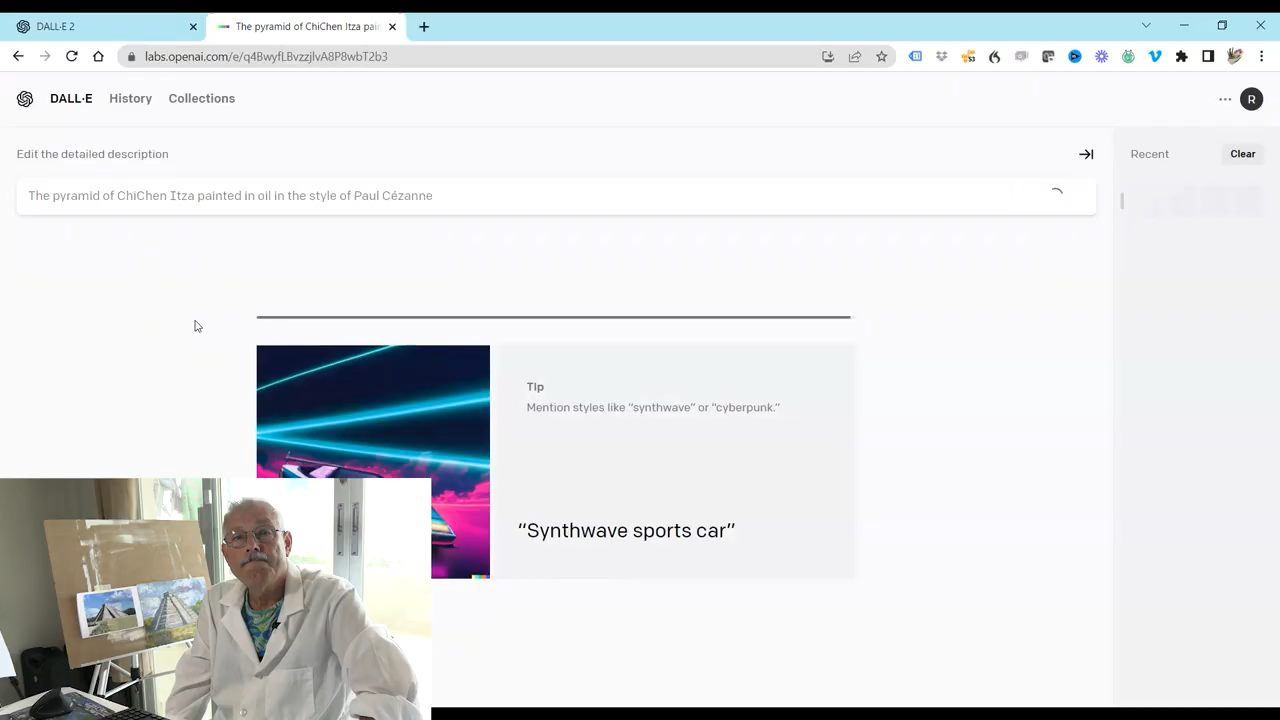 DALL·E 2
The pyramid of ChiChen Itza pai
labs.openai.com/e/q4BwyfLBvzzjlvA8P8wbT2b3
DALL·E History Collections
R
Edit the detailed description
Recent Clear
The pyramid of ChiChen Itza painted in oil in the style of Paul Cézanne
Tip
Mention styles like “synthwave” or “cyberpunk.”
“Synthwave sports car”